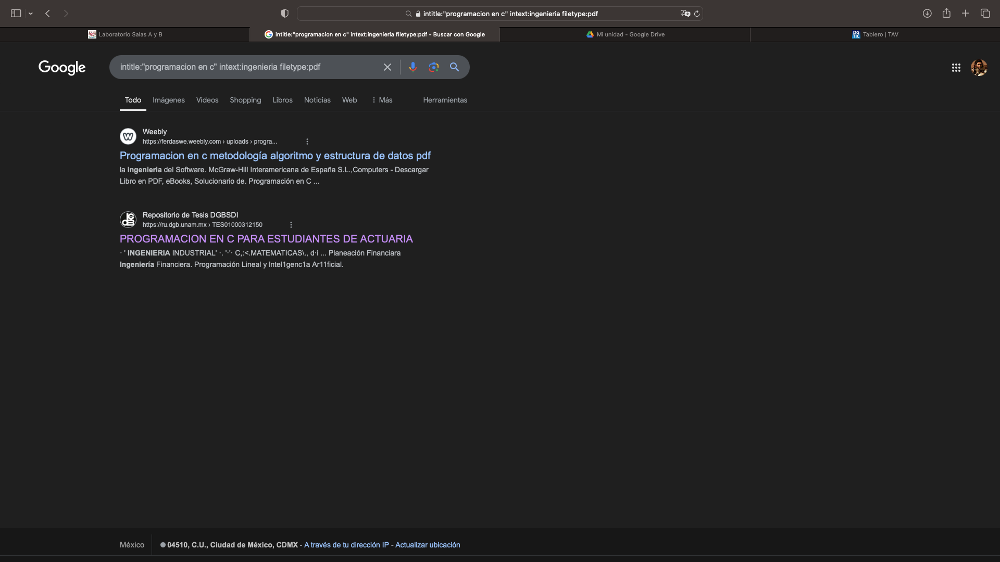 intitle:"programacion en c" intext:ingenieria filetype:pdf
Laboratorio Salas A y B
intitle:"programacion en c" intext:ingenieria filetype:pdf - Buscar con Google
Mi unidad - Google Drive
DG TIC
Tablero | TAV
Google
intitle:"programacion en c" intext:ingenieria filetype:pdf
Todo
Imágenes
Vídeos
Shopping
Libros
Noticias
Web
Más
Herramientas
Weebly
https://ferdaswe.weebly.com › uploads › progra...
Programacion en c metodología algoritmo y estructura de datos pdf
la ingenieria del Software. McGraw-Hill Interamericana de España S.L.,Computers - Descargar
Libro en PDF, eBooks, Solucionario de. Programación en C ...
Repositorio de Tesis DGBSDI
https://ru.dgb.unam.mx › TES01000312150
PROGRAMACION EN C PARA ESTUDIANTES DE ACTUARIA
· ' INGENIERIA INDUSTRIAL' ·. '·'· C,:<.MATEMATICAS\., d·i ... Planeación Financiara
Ingeniería Financiera. Programación Lineal y lntel1genc1a Ar11ficial.
México
04510, C.U., Ciudad de México, CDMX - A través de tu dirección IP - Actualizar ubicación